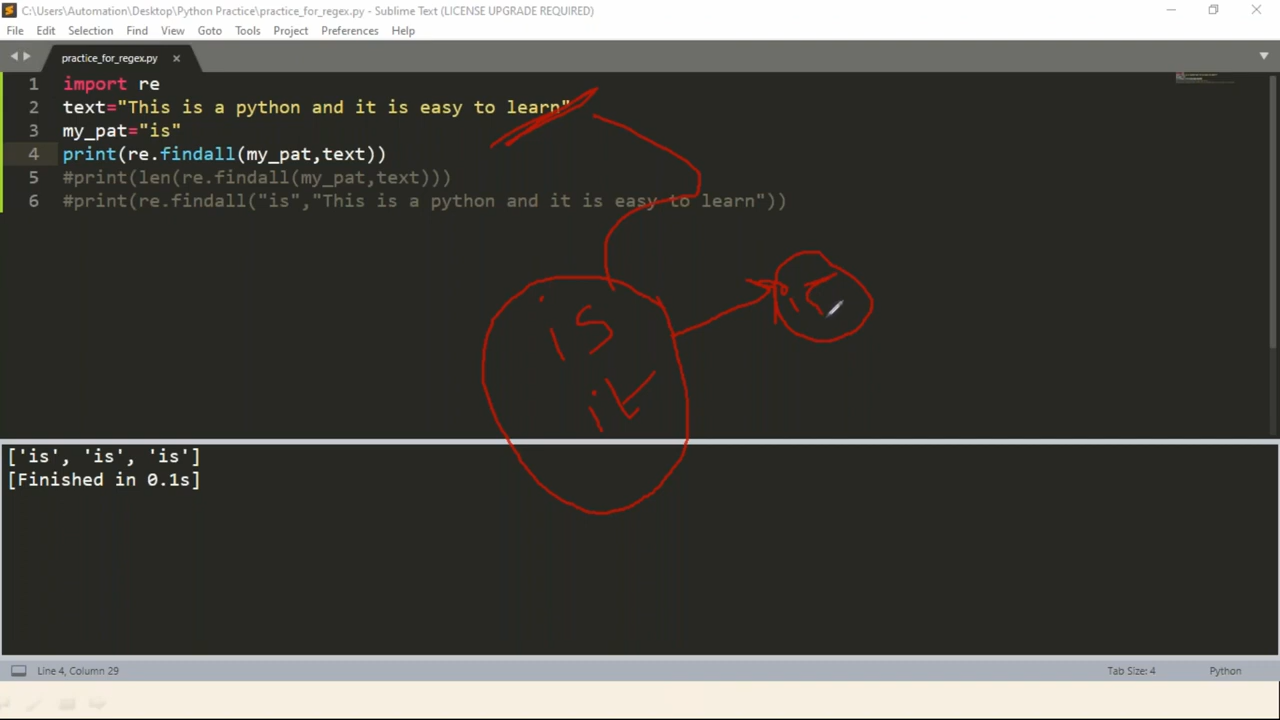 C:\Users\Automation\Desktop\Python Practice\practice_for_regex.py - Sublime Text (LICENSE UPGRADE REQUIRED)
File Edit Selection Find View Goto Tools Project Preferences Help
practice_for_regex.py
1 import re
2 text="This is a python and it is easy to learn"
3 my_pat="is"
4 print(re.findall(my_pat,text))
5 #print(len(re.findall(my_pat,text)))
6 #print(re.findall("is","This is a python and it is easy to learn"))
is
it
['is', 'is', 'is']
[Finished in 0.1s]
Line 4, Column 29 Tab Size: 4 Python